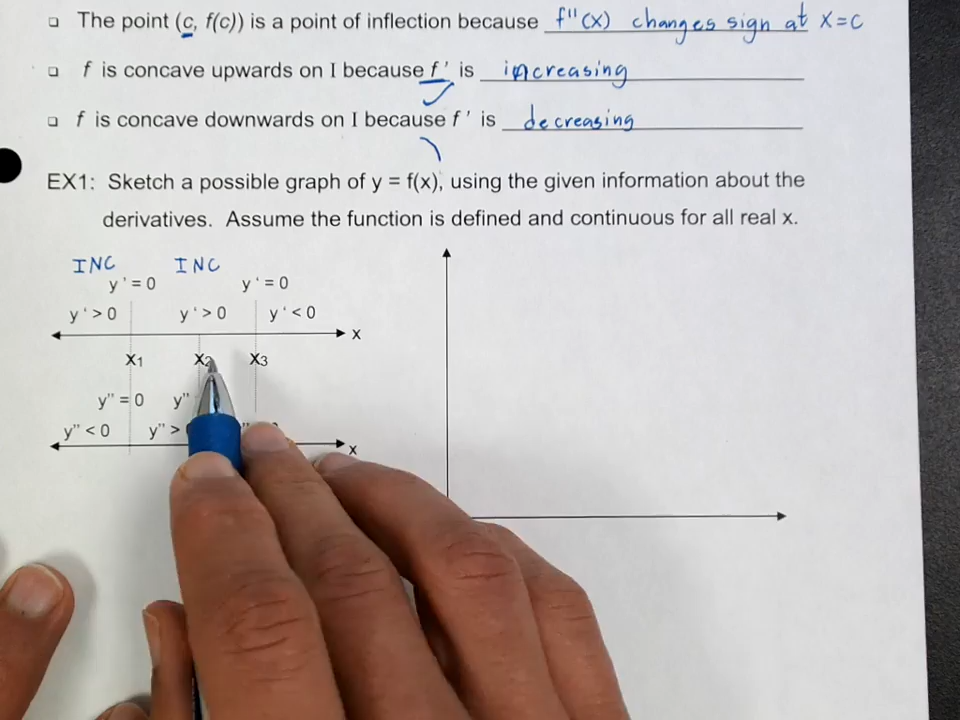 The point (c, f(c)) is a point of inflection because f''(x) changes sign at x=c
f is concave upwards on I because f' is increasing
f is concave downwards on I because f' is decreasing
EX1: Sketch a possible graph of y = f(x), using the given information about the
derivatives. Assume the function is defined and continuous for all real x.
INC INC
y' = 0 y' = 0
y' > 0 y' > 0 y' < 0
x
X1 X2 X3
y" = 0 y"
y" < 0 y" >
x